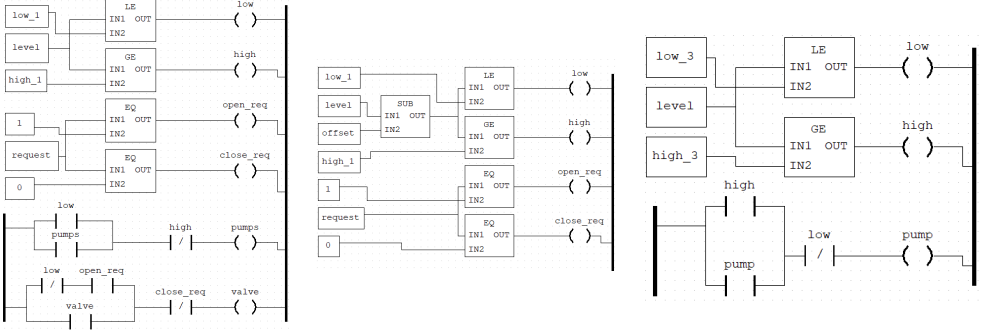 LE
low
low_1
IN1 OUT
IN2
level
GE
high
IN1 OUT
high_1
IN2
EQ
open_req
1
IN1 OUT
IN2
request
EQ
close_req
IN1 OUT
0
IN2
low
pumps
high
pumps
low
open_req
valve
close_req
valve
low_1
LE
low
IN1 OUT
IN2
level
SUB
IN1 OUT
offset
IN2
GE
high
IN1 OUT
high_1
IN2
EQ
open_req
1
IN1 OUT
IN2
request
EQ
close_req
IN1 OUT
0
IN2
low_3
LE
low
IN1 OUT
IN2
level
GE
high
IN1 OUT
high_3
IN2
high
low
pump
pump